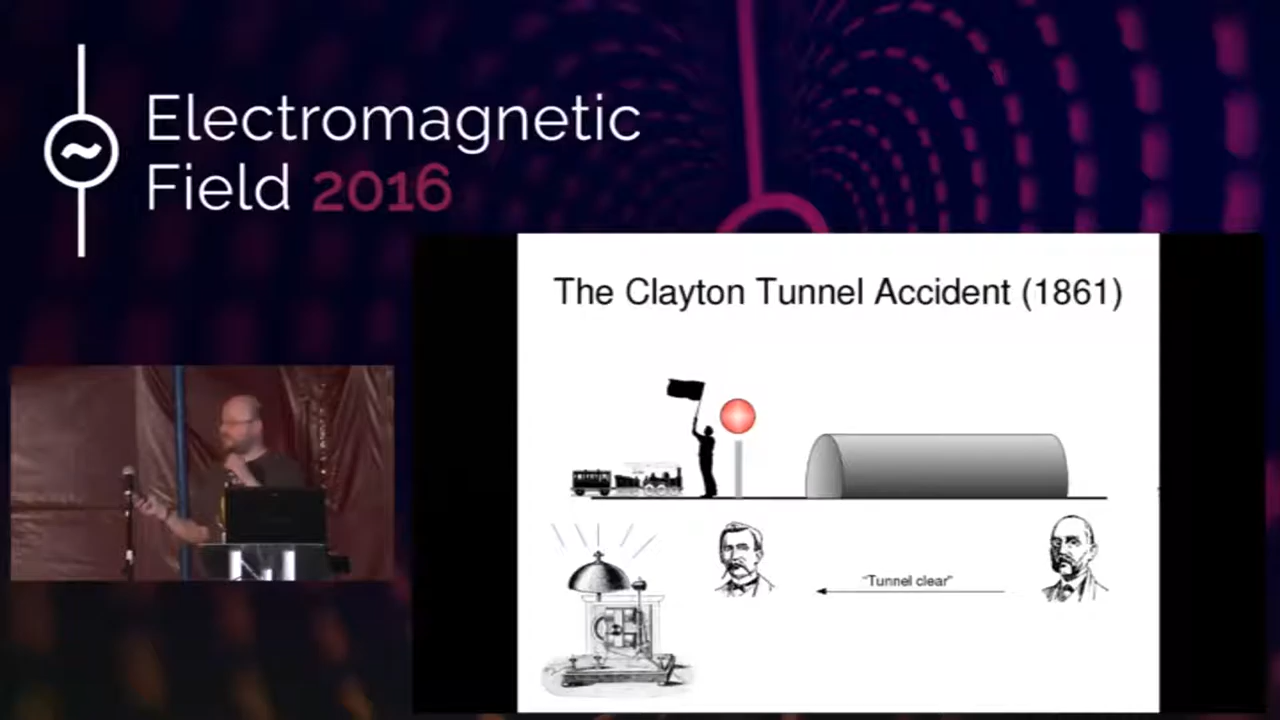 Electromagnetic
Field 2016
The Clayton Tunnel Accident (1861)
"Tunnel clear"